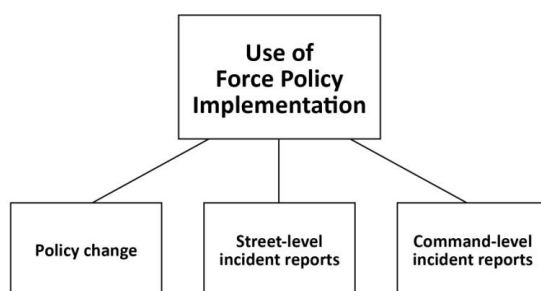 Use of
Force Policy
Implementation
Policy change
Street-level
incident reports
Command-level
incident reports